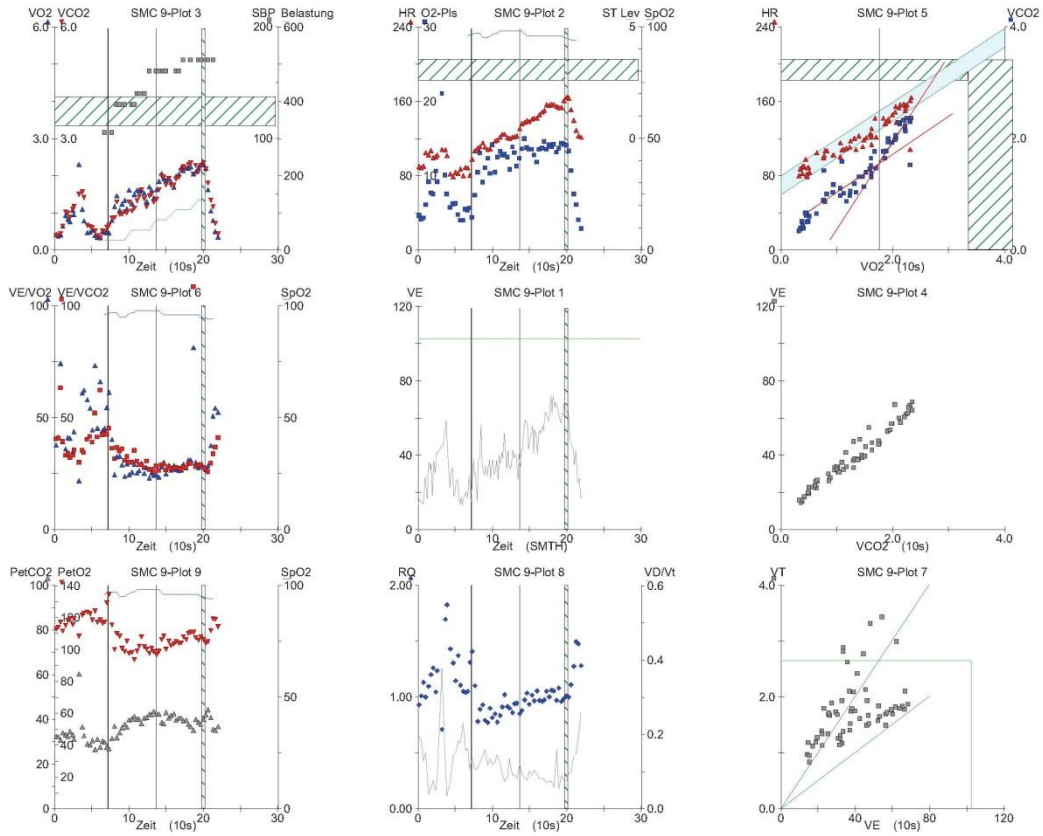 VO2 VCO2 SMC 9-Plot 3 SBP Belastung
6.0 6.0 200 600
3.0 3.0 400 100
200
0.0 0
0 10 20 30
Zeit (10s)
HR O2-Pls SMC 9-Plot 2 ST Lev SpO2
240 30 5 100
160 20 0 50
80 10
0 0
0 10 20 30
Zeit (10s)
HR SMC 9-Plot 5 VCO2
240 4.0
160 2.0
80
0 0.0
0.0 2.0 4.0
VO2 (10s)
VE/VO2 VE/VCO2 SMC 9-Plot 6 SpO2
100 100 100
50 50 50
0 0
0 10 20 30
Zeit (10s)
VE SMC 9-Plot 1
120
80
40
0
0 10 20 30
Zeit (SMTH)
VE SMC 9-Plot 4
120
80
40
0
0.0 2.0 4.0
VCO2 (10s)
PetCO2 PetO2 SMC 9-Plot 9 SpO2
100 140 100
80 120
60 100
40 80 50
60
20 40
20
0 0
0 10 20 30
Zeit (10s)
RQ SMC 9-Plot 8 VD/Vt
2.00 0.6
0.4
1.00
0.2
0.00 0.0
0 10 20 30
Zeit (10s)
VT SMC 9-Plot 7
4.0
2.0
0.0
0 40 80 120
VE (10s)